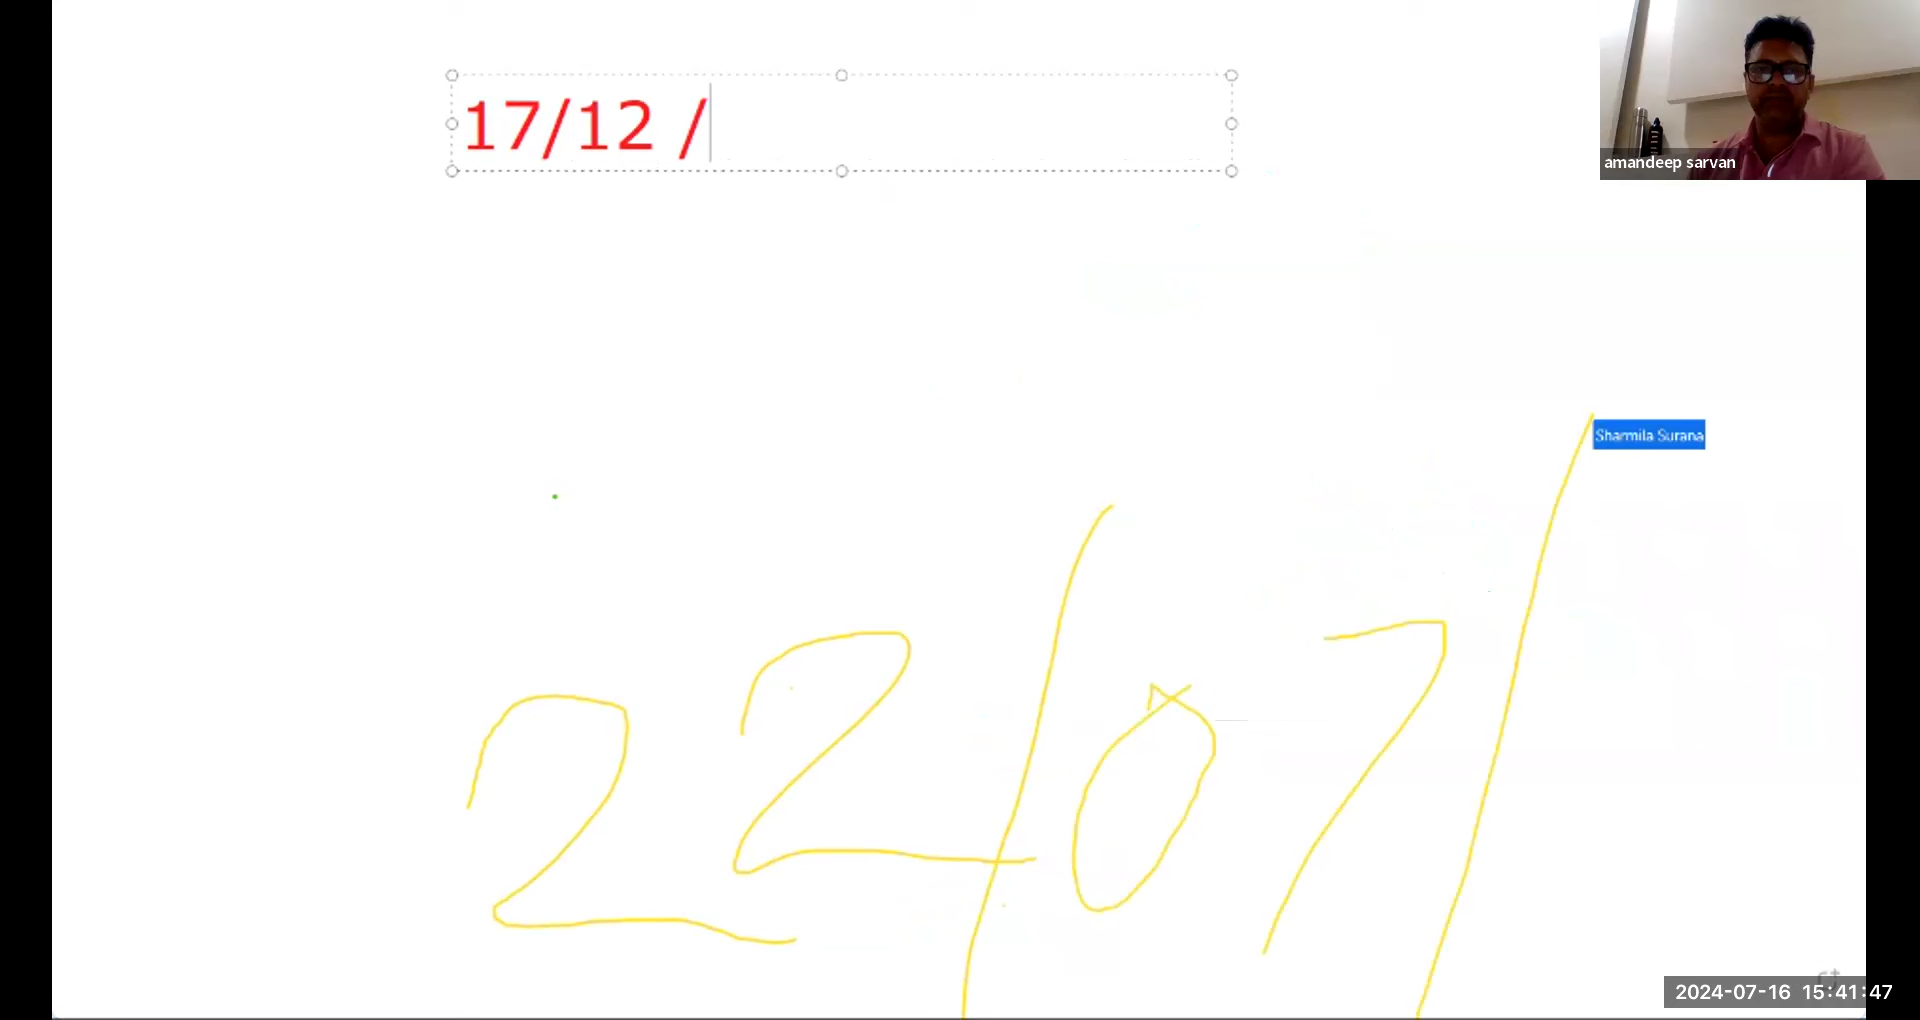 17/12 /
amandeep sarvan
Sharmila Surana
22/07/
2024-07-16 15:41:47